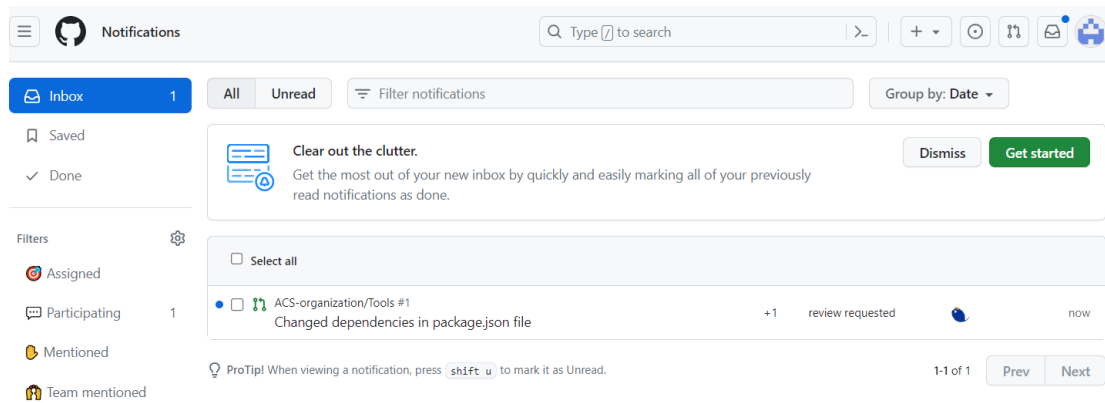 Notifications
Type / to search
Inbox 1
All Unread
Filter notifications
Group by: Date
Saved
Done
Clear out the clutter.
Get the most out of your new inbox by quickly and easily marking all of your previously
read notifications as done.
Dismiss
Get started
Filters
Assigned
Participating 1
Mentioned
Team mentioned
Select all
ACS-organization/Tools #1
Changed dependencies in package.json file
+1 review requested now
ProTip! When viewing a notification, press shift u to mark it as Unread.
1-1 of 1 Prev Next